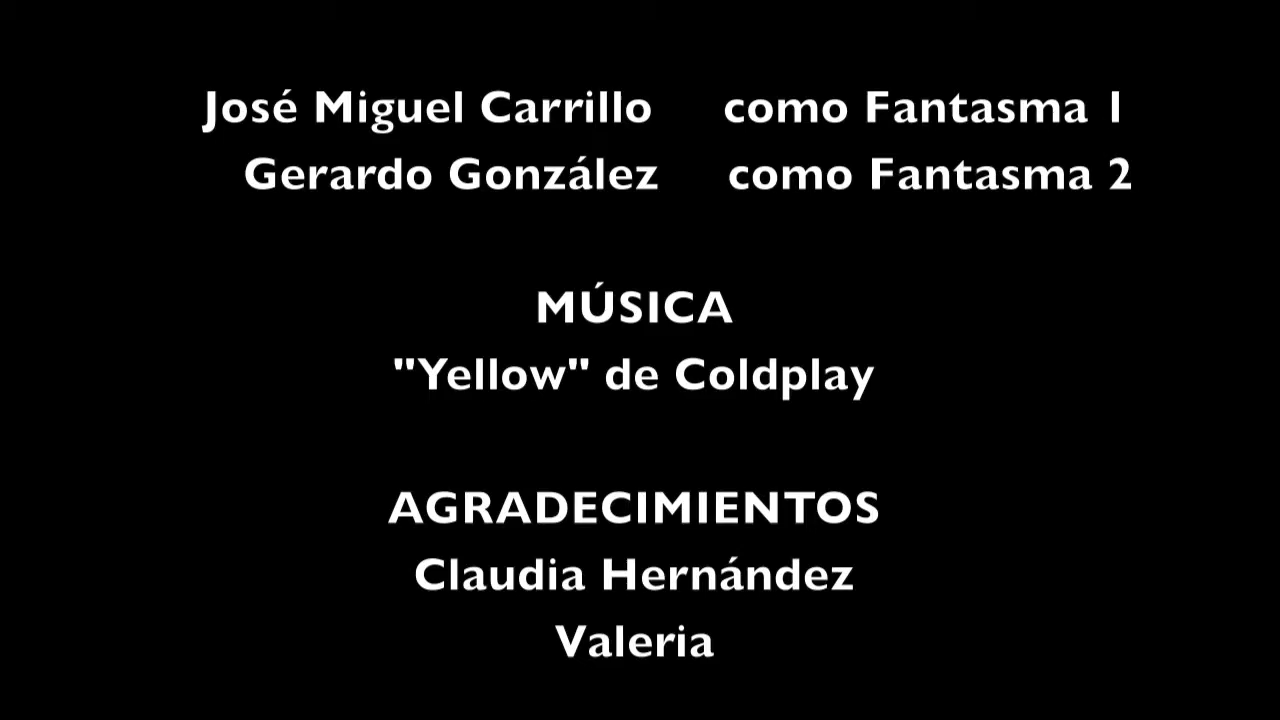 José Miguel Carrillo como Fantasma 1
Gerardo González como Fantasma 2
MÚSICA
"Yellow" de Coldplay
AGRADECIMIENTOS
Claudia Hernández
Valeria